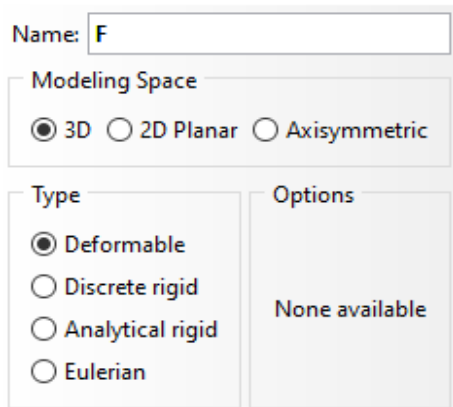 Name: F
Modeling Space
3D 2D Planar Axisymmetric
Type
Deformable
Discrete rigid
Analytical rigid
Eulerian
Options
None available